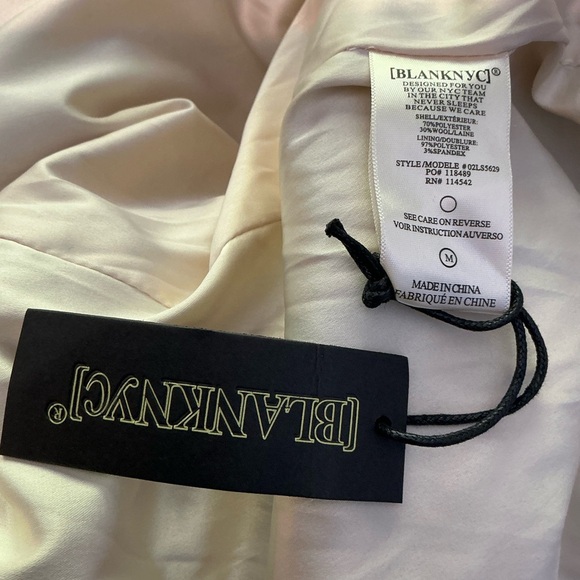 [BLANKNYC]®
DESIGNED FOR YOU
BY OUR NYC TEAM
IN THE CITY THAT
NEVER SLEEPS
BECAUSE WE CARE
SHELL/EXTÉRIEUR:
70%POLYESTER
30%WOOL/LAINE
LINING/DOUBLURE:
97%POLYESTER
3%SPANDEX
STYLE/MODELE # 02LS5629
PO# 118489
RN# 114542
SEE CARE ON REVERSE
VOIR INSTRUCTION AUVERSO
M
MADE IN CHINA
FABRIQUÉ EN CHINE
[BLANKNYC]®